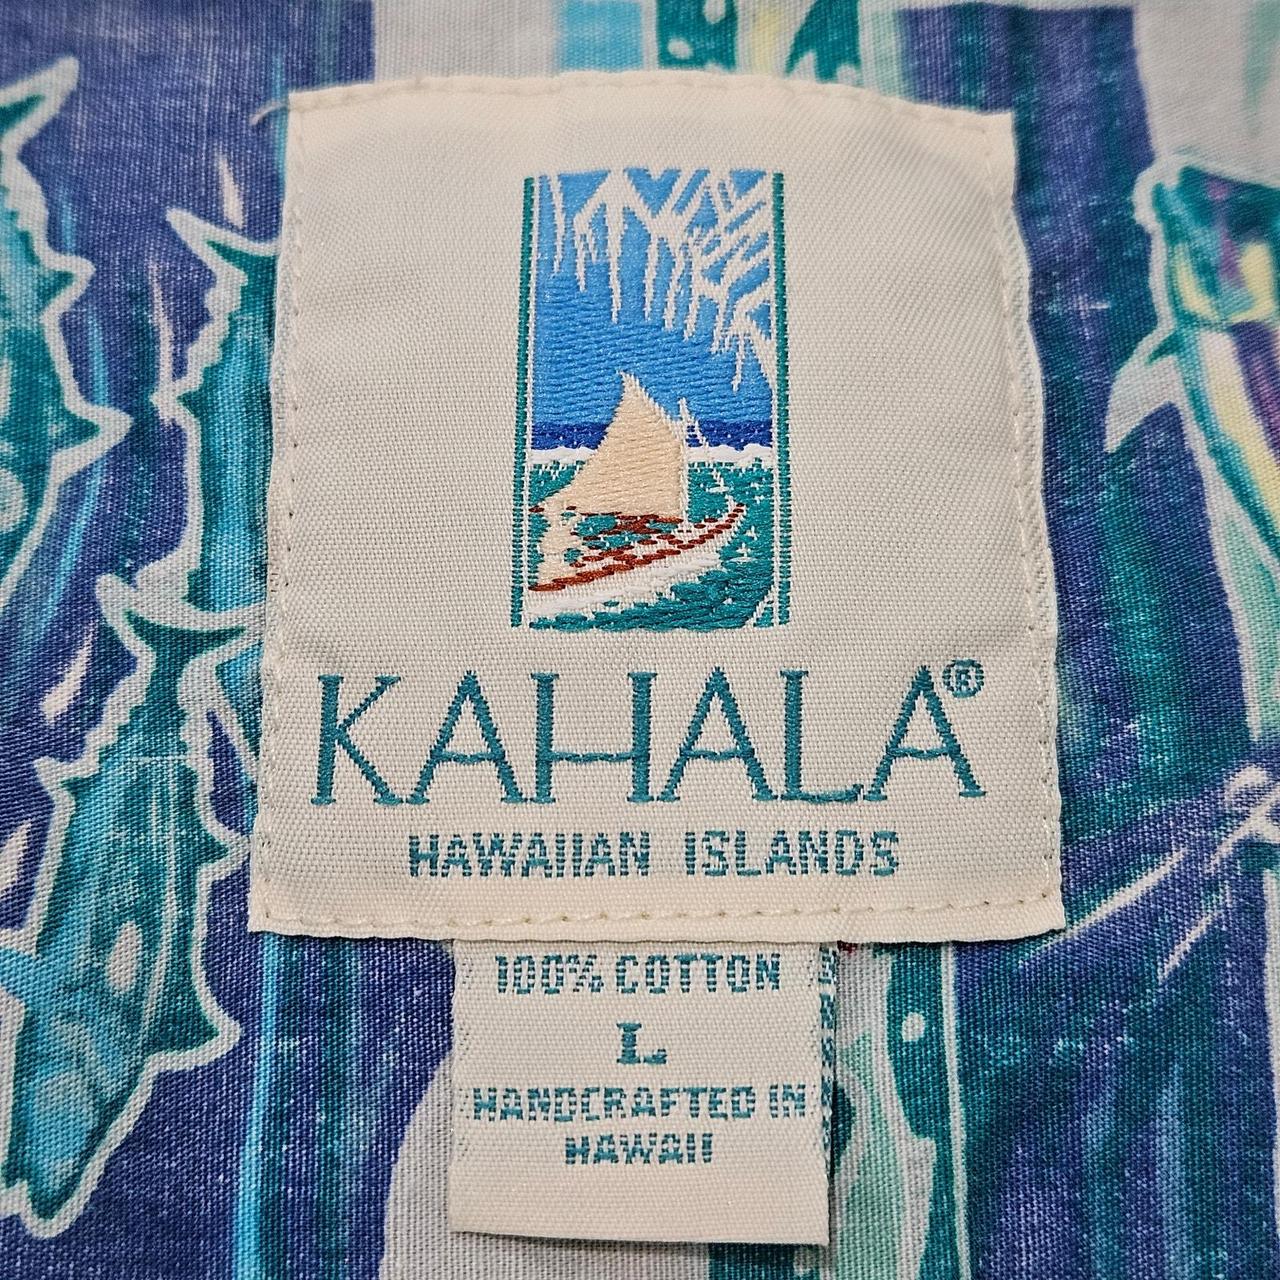 KAHALA®
HAWAIIAN ISLANDS
100% COTTON
L
HANDCRAFTED IN
HAWAII